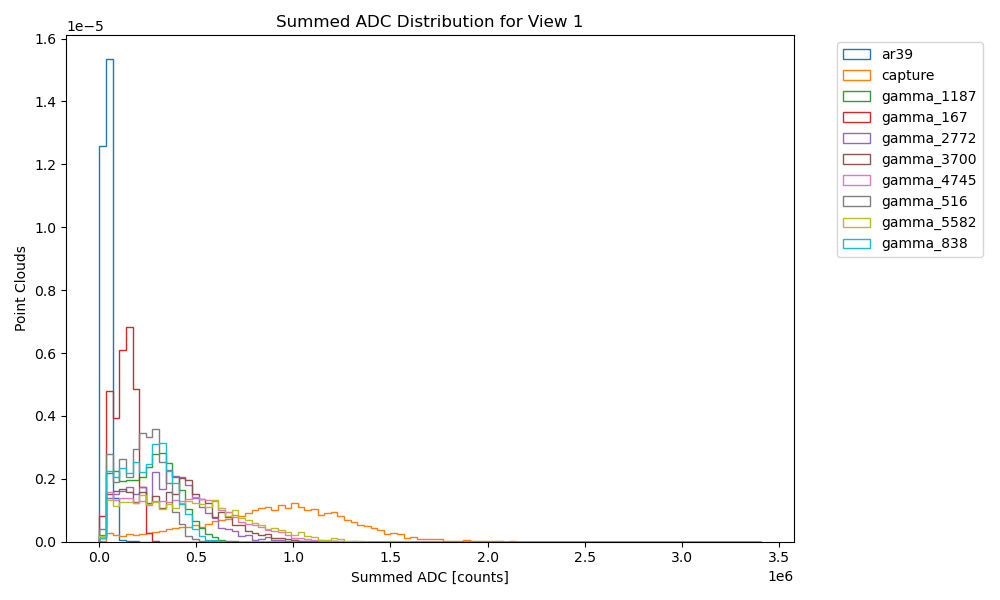 Summed ADC Distribution for View 1
1e−5
1.6
1.4
1.2
1.0
0.8
0.6
0.4
0.2
0.0
Point Clouds
0.0 0.5 1.0 1.5 2.0 2.5 3.0 3.5
1e6
Summed ADC [counts]
ar39
capture
gamma_1187
gamma_167
gamma_2772
gamma_3700
gamma_4745
gamma_516
gamma_5582
gamma_838